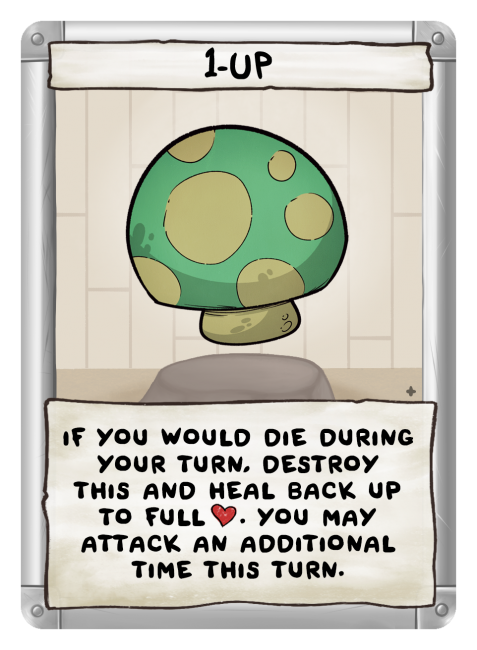 1-UP
IF YOU WOULD DIE DURING
YOUR TURN, DESTROY
THIS AND HEAL BACK UP
TO FULL ❤. YOU MAY
ATTACK AN ADDITIONAL
TIME THIS TURN.